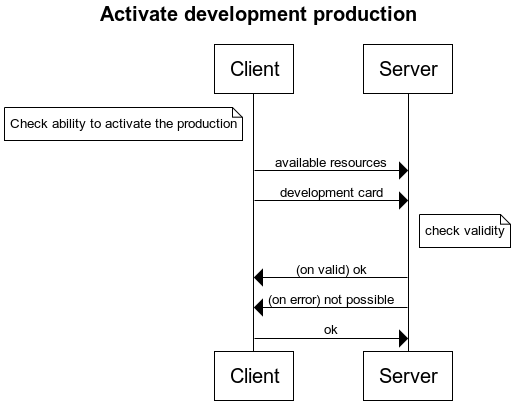 Activate development production
Client
Server
Check ability to activate the production
available resources
development card
check validity
(on valid) ok
(on error) not possible
ok
Client
Server